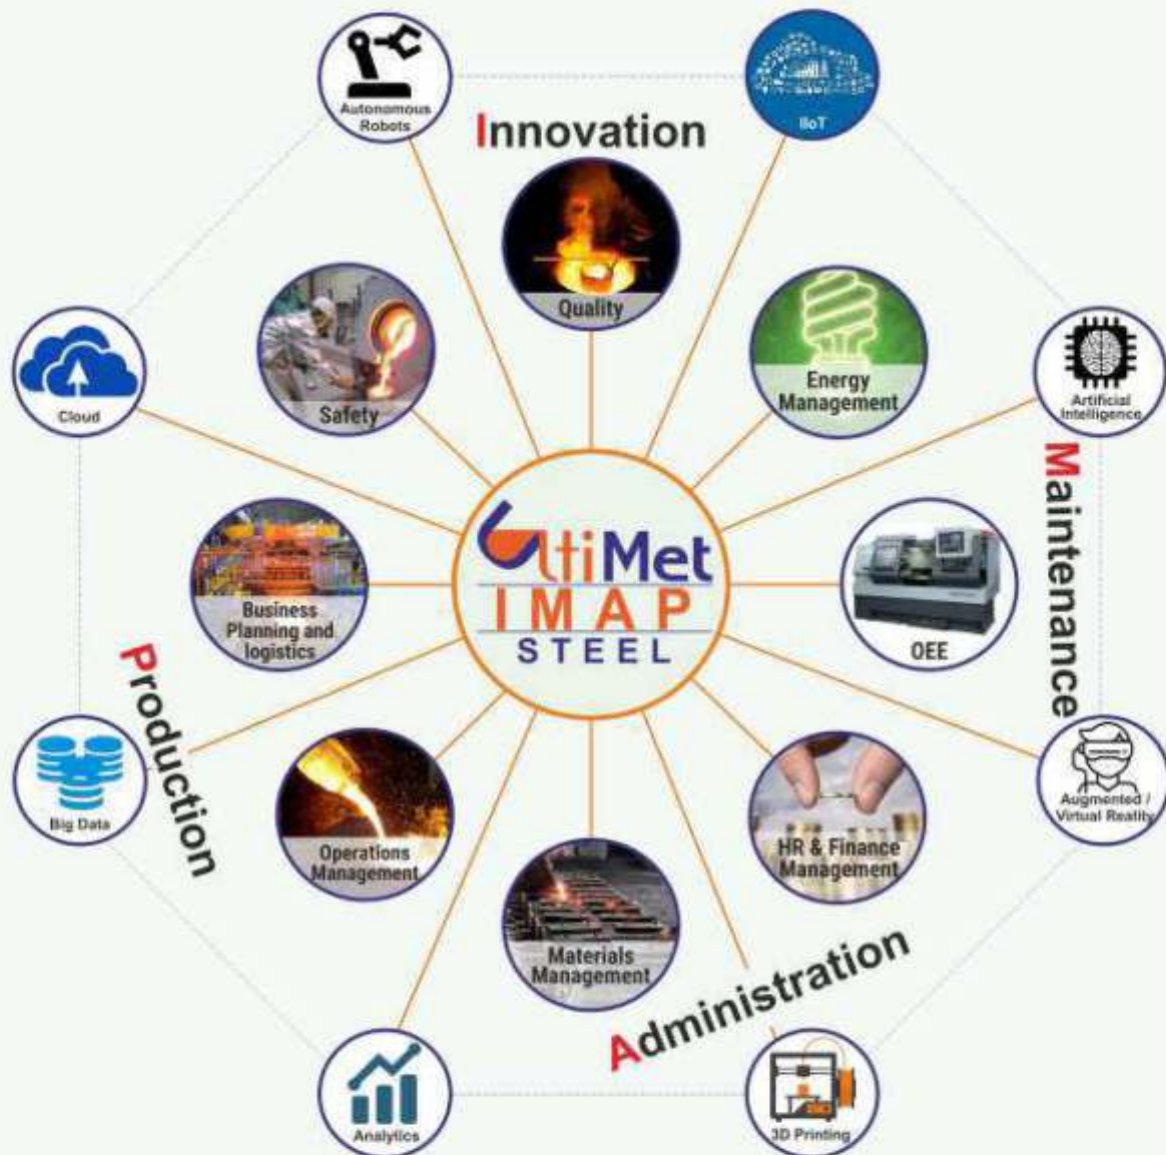 Autonomous
Robots
IIoT
Innovation
Quality
Safety
Energy
Management
Cloud
Artificial
Intelligence
Maintenance
UltiMet
IMAP
STEEL
Business
Planning and
logistics
OEE
Production
Big Data
Augmented /
Virtual Reality
Operations
Management
HR & Finance
Management
Materials
Management
Administration
Analytics
3D Printing